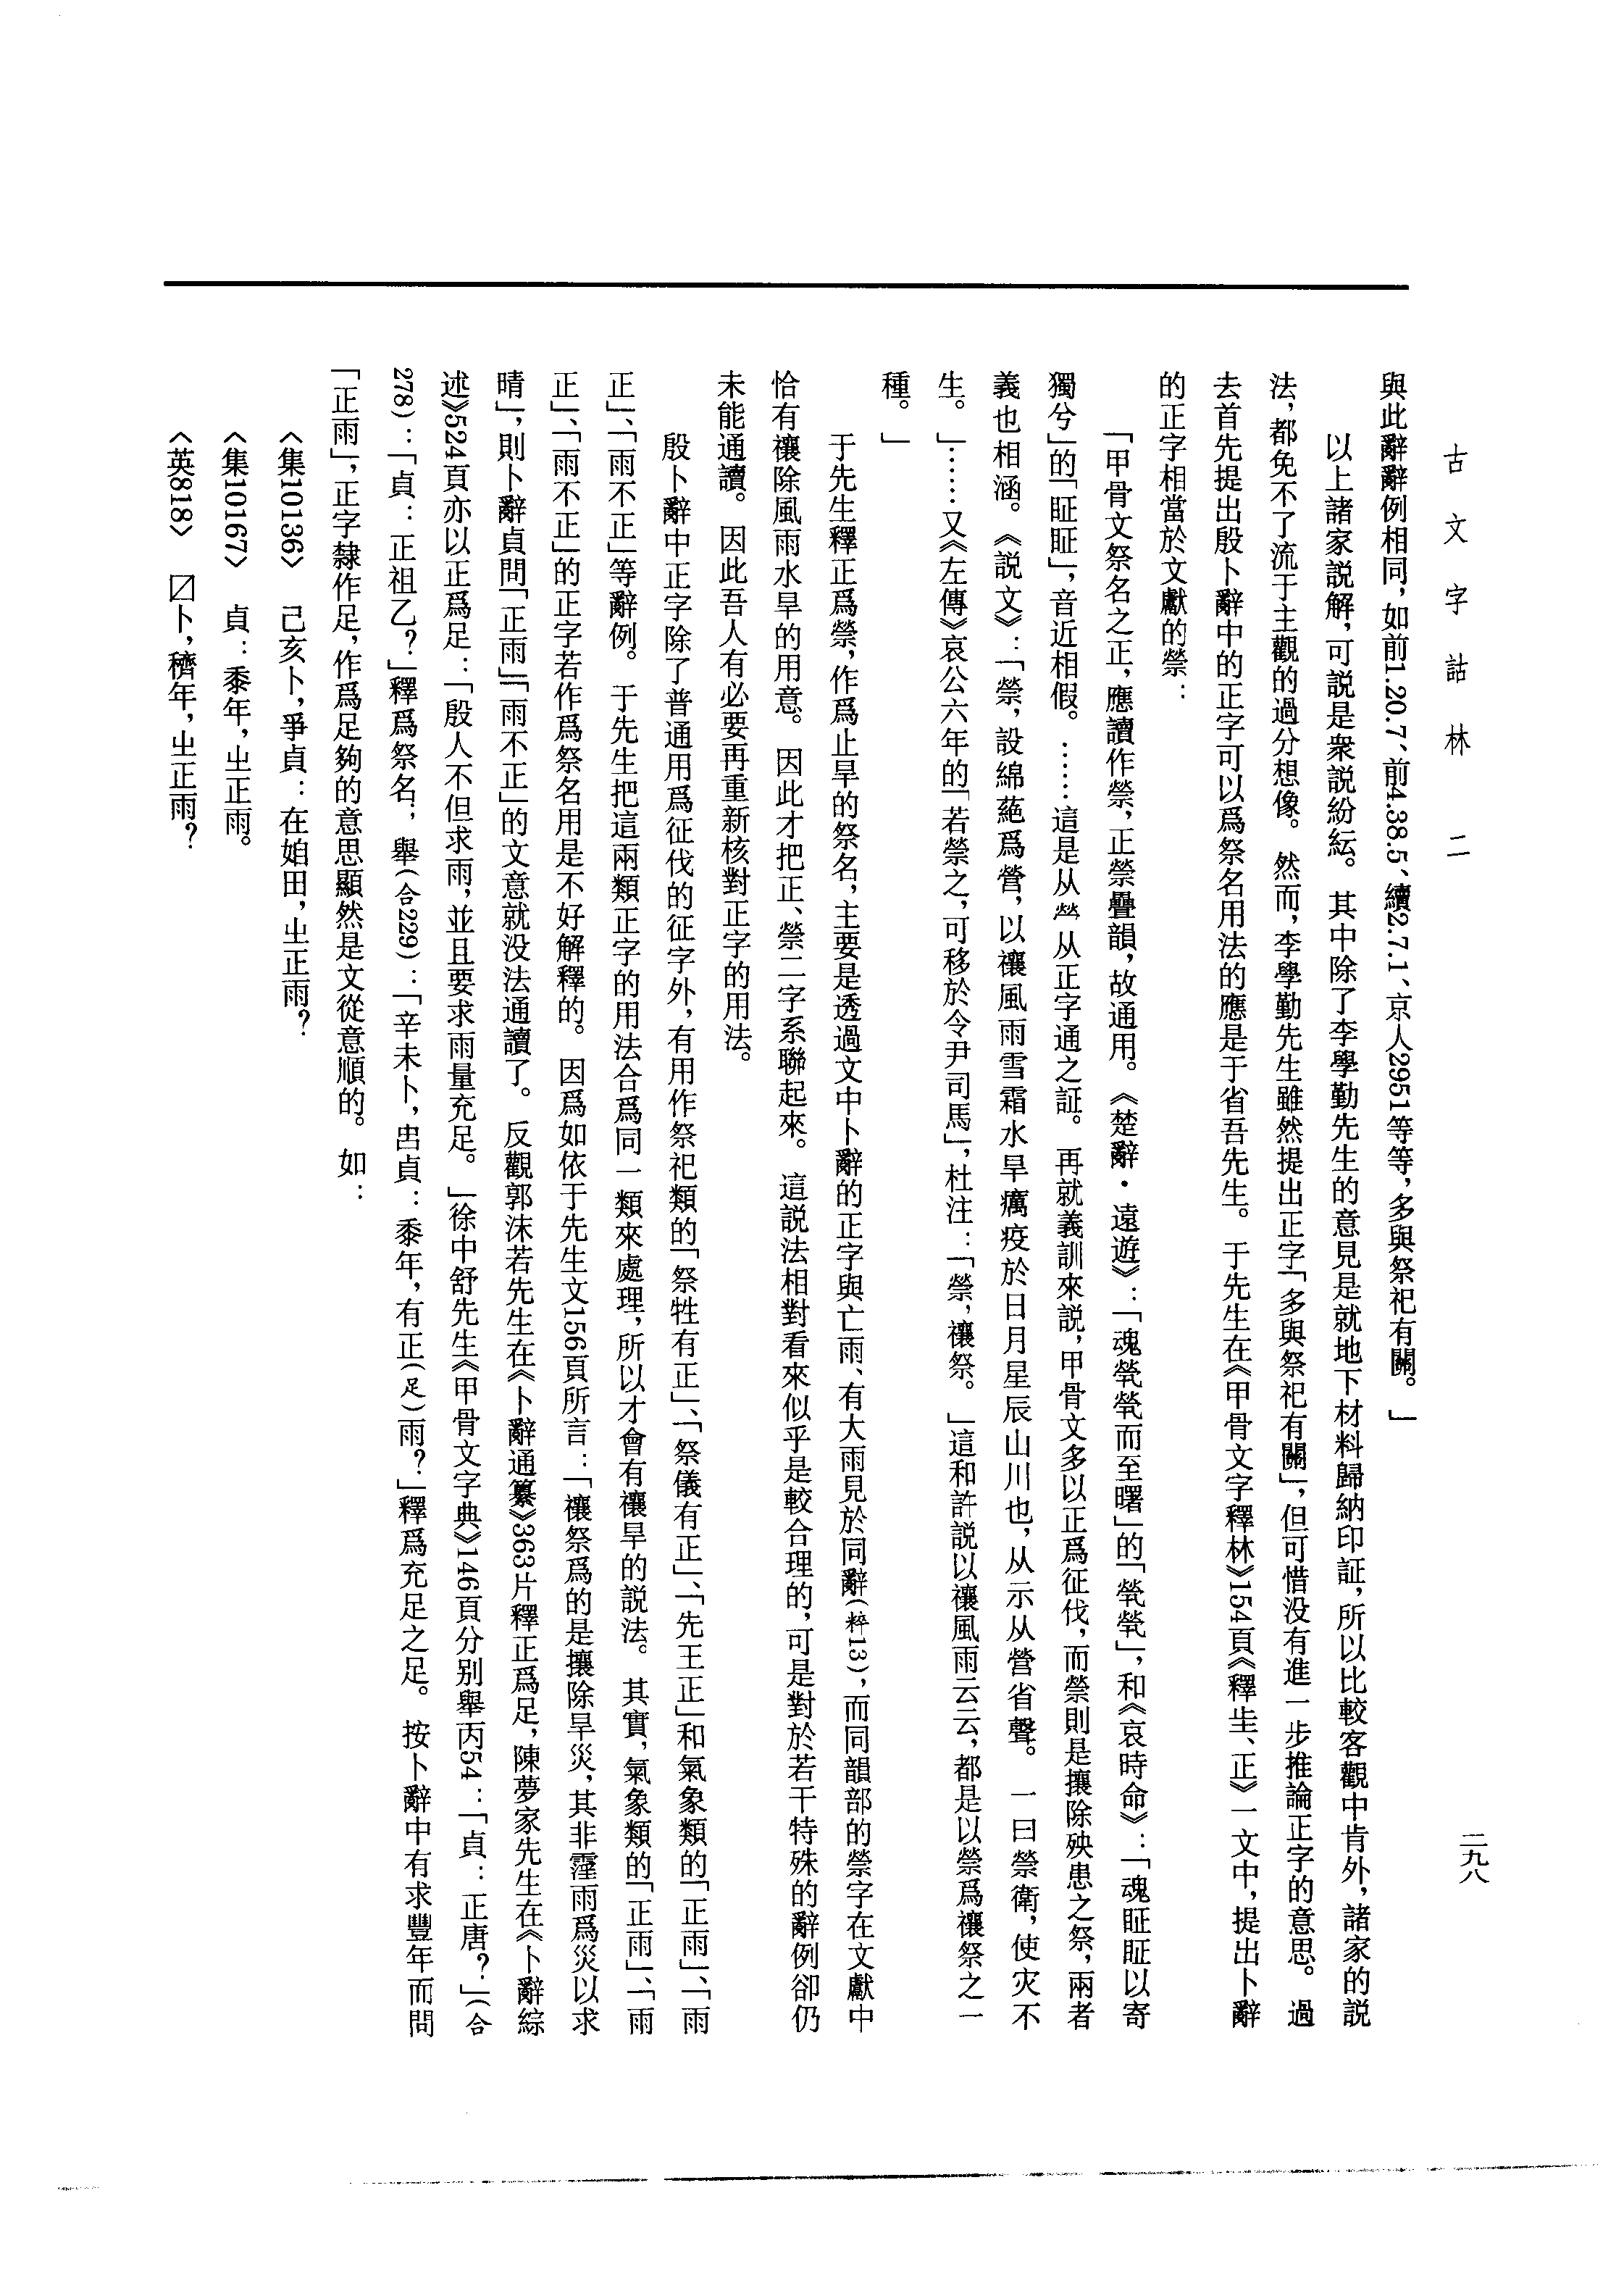 古文字詁林　二
二九八
與此辭辭例相同，如前1.20.7、前4.38.5、續2.7.1、京人2951等等，多與祭祀有關。」
以上諸家説解，可説是衆説紛紜。其中除了李學勤先生的意見是就地下材料歸納印証，所以比較客觀中肯外，諸家的説
法，都免不了流于主觀的過分想像。然而，李學勤先生雖然提出正字「多與祭祀有關」，但可惜没有進一步推論正字的意思。過
去首先提出殷卜辭中的正字可以爲祭名用法的應是于省吾先生。于先生在《甲骨文字釋林》154頁《釋𡉚、正》一文中，提出卜辭
的正字相當於文獻的禜：
「甲骨文祭名之正，應讀作禜，正禜疊韻，故通用。《楚辭・遠遊》：「魂煢煢而至曙」的「煢煢」，和《哀時命》：「魂眐眐以寄
獨兮」的「眐眐」，音近相假。……這是从𤇾从正字通之証。再就義訓來説，甲骨文多以正爲征伐，而禜則是攘除殃患之祭，兩者
義也相涵。《説文》：「禜，設綿蕝爲營，以禳風雨雪霜水旱癘疫於日月星辰山川也，从示从營省聲。一曰禜衛，使灾不
生。」……又《左傳》哀公六年的「若禜之，可移於令尹司馬」，杜注：「禜，禳祭。」這和許説以禳風雨云云，都是以禜爲禳祭之一
種。」
于先生釋正爲禜，作爲止旱的祭名，主要是透過文中卜辭的正字與亡雨、有大雨見於同辭（粹13），而同韻部的禜字在文獻中
恰有禳除風雨水旱的用意。因此才把正、禜二字系聯起來。這説法相對看來似乎是較合理的，可是對於若干特殊的辭例卻仍
未能通讀。因此吾人有必要再重新核對正字的用法。
殷卜辭中正字除了普通用爲征伐的征字外，有用作祭祀類的「祭牲有正」、「祭儀有正」、「先王正」和氣象類的「正雨」、「雨
正」、「雨不正」等辭例。于先生把這兩類正字的用法合爲同一類來處理，所以才會有禳旱的説法。其實，氣象類的「正雨」、「雨
正」、「雨不正」的正字若作爲祭名用是不好解釋的。因爲如依于先生文156頁所言：「禳祭爲的是攘除旱災，其非霪雨爲災以求
晴」，則卜辭貞問「正雨」「雨不正」的文意就没法通讀了。反觀郭沫若先生在《卜辭通纂》363片釋正爲足，陳夢家先生在《卜辭綜
述》524頁亦以正爲足：「殷人不但求雨，並且要求雨量充足。」徐中舒先生《甲骨文字典》146頁分别舉丙54：「貞：正唐？」（合
278）：「貞：正祖乙？」釋爲祭名；舉（合229）：「辛未卜，㞢貞：黍年，有正（足）雨？」釋爲充足之足。按卜辭中有求豐年而問
「正雨」，正字隸作足，作爲足夠的意思顯然是文從意順的。如：
〈集10136〉　己亥卜，爭貞：在姐田，㞢正雨？
〈集10167〉　貞：黍年，㞢正雨。
〈英818〉　☑卜，穧年，㞢正雨？